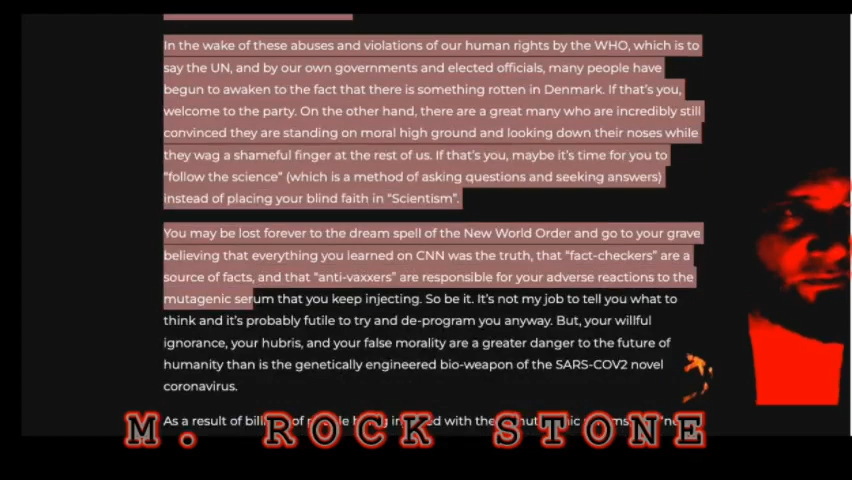 In the wake of these abuses and violations of our human rights by the WHO, which is to
say the UN, and by our own governments and elected officials, many people have
begun to awaken to the fact that there is something rotten in Denmark. If that's you,
welcome to the party. On the other hand, there are a great many who are incredibly still
convinced they are standing on moral high ground and looking down their noses while
they wag a shameful finger at the rest of us. If that's you, maybe it's time for you to
"follow the science" (which is a method of asking questions and seeking answers)
instead of placing your blind faith in "Scientism".
You may be lost forever to the dream spell of the New World Order and go to your grave
believing that everything you learned on CNN was the truth, that "fact-checkers" are a
source of facts, and that "anti-vaxxers" are responsible for your adverse reactions to the
mutagenic serum that you keep injecting. So be it. It's not my job to tell you what to
think and it's probably futile to try and de-program you anyway. But, your willful
ignorance, your hubris, and your false morality are a greater danger to the future of
humanity than is the genetically engineered bio-weapon of the SARS-COV2 novel
coronavirus.
As a result of of with
M. ROCK STONE